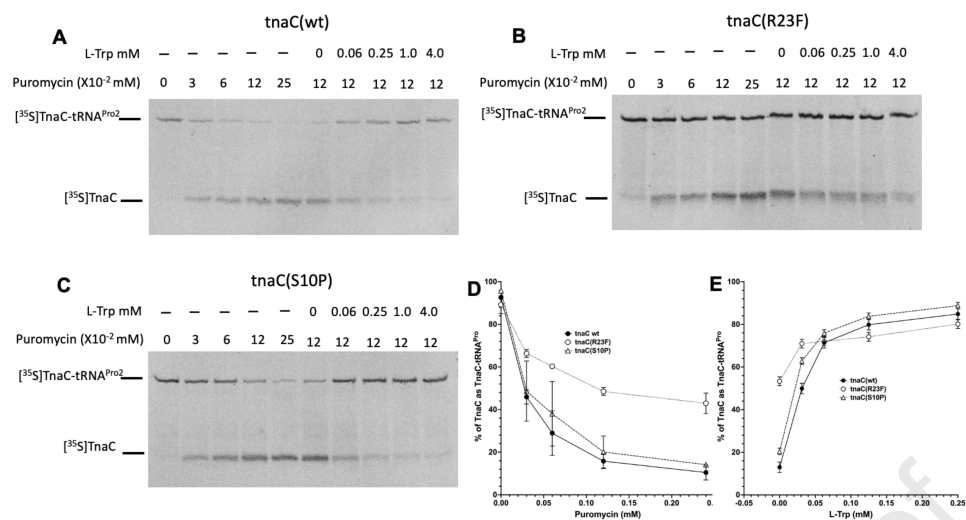 tnaC(wt)
A
L-Trp mM – – – – – 0 0.06 0.25 1.0 4.0
Puromycin (X10⁻² mM) 0 3 6 12 25 12 12 12 12 12
[³⁵S]TnaC-tRNAᴾʳᵒ²
[³⁵S]TnaC
B
tnaC(R23F)
L-Trp mM – – – – – 0 0.06 0.25 1.0 4.0
Puromycin (X10⁻² mM) 0 3 6 12 25 12 12 12 12 12
[³⁵S]TnaC-tRNAᴾʳᵒ²
[³⁵S]TnaC
C
tnaC(S10P)
L-Trp mM – – – – – 0 0.06 0.25 1.0 4.0
Puromycin (X10⁻² mM) 0 3 6 12 25 12 12 12 12 12
[³⁵S]TnaC-tRNAᴾʳᵒ²
[³⁵S]TnaC
D
% of TnaC as TnaC-tRNAᴾʳᵒ
100
80
60
40
20
0
tnaC wt
tnaC(R23F)
tnaC(S10P)
0.00 0.05 0.10 0.15 0.20 0.
Puromycin (mM)
E
% of TnaC as TnaC-tRNAᴾʳᵒ
100
80
60
40
20
0
tnaC(wt)
tnaC(R23F)
tnaC(S10P)
-0.05 0.00 0.05 0.10 0.15 0.20 0.25
L-Trp (mM)